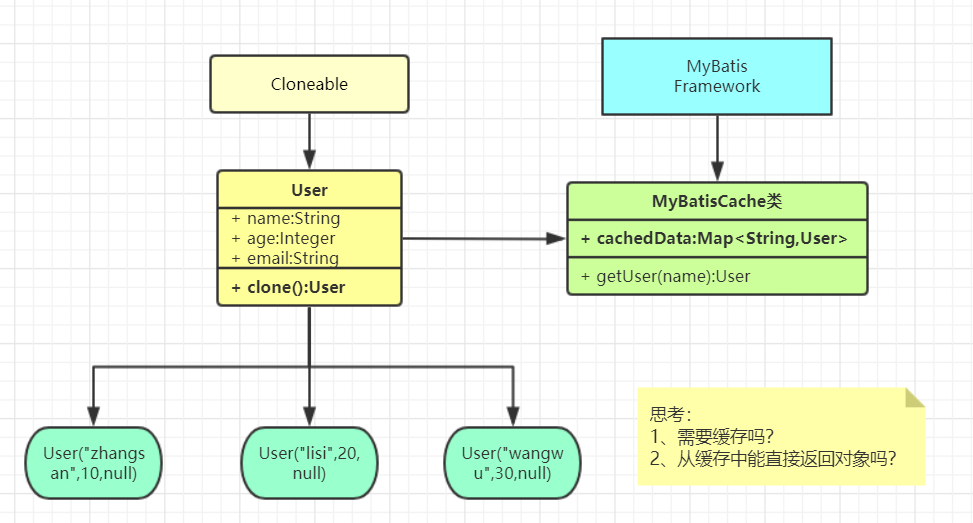 Cloneable
MyBatis
Framework
User
+ name:String
+ age:Integer
+ email:String
+ clone():User
MyBatisCache类
+ cachedData:Map<String,User>
+ getUser(name):User
User("zhangs
an",10,null)
User("lisi",20,
null)
User("wangw
u",30,null)
思考：
1、需要缓存吗？
2、从缓存中能直接返回对象吗？